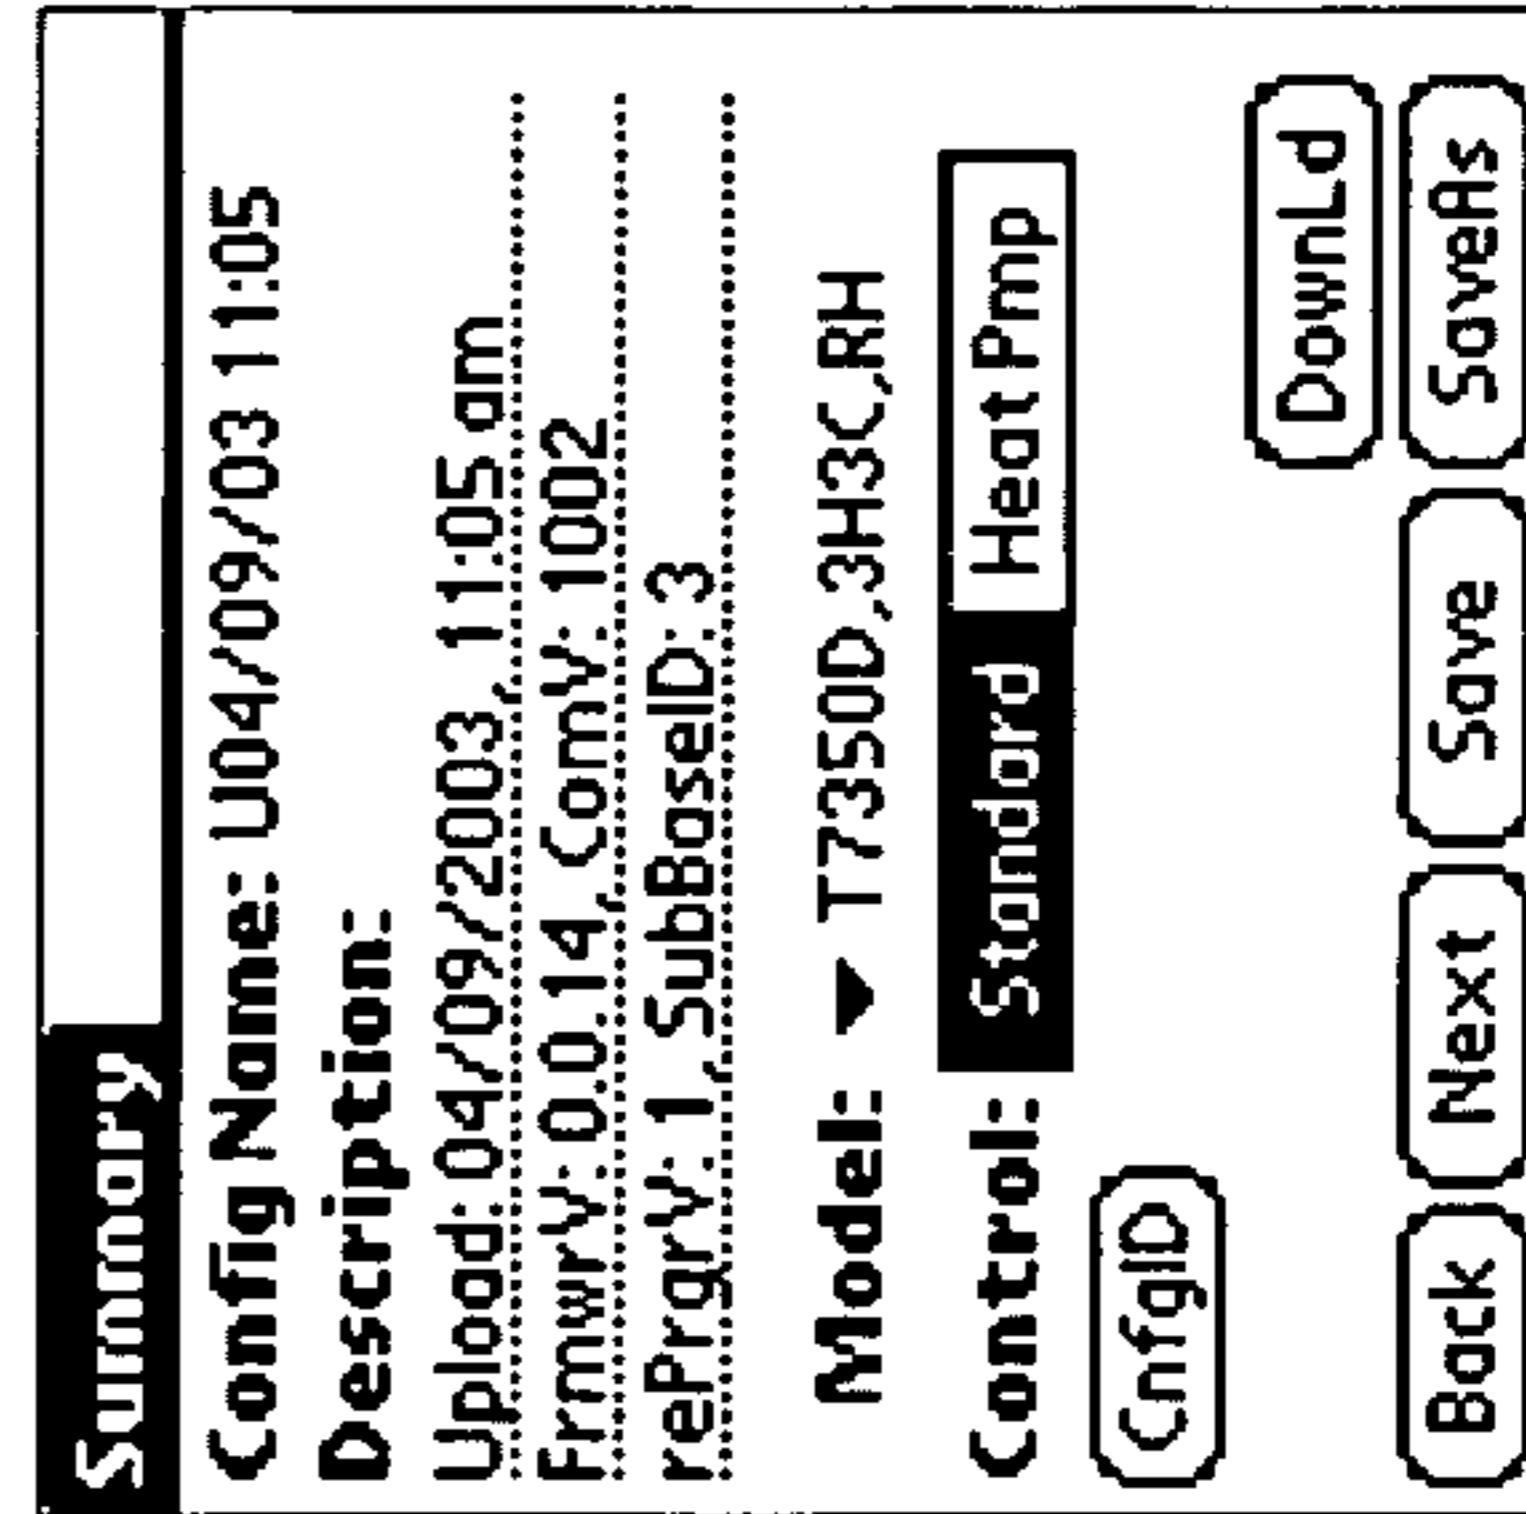 Summary
Config Name: U04/09/03 11:05
Description:
Upload: 04/09/2003, 11:05 am
FrmwrV: 0.0.14, ComV: 1002
rePrgrV: 1, SubBaseID: 3
Model: T7350D,3H3C,RH
Control: Standard Heat Pmp
CnfgID
DownLd
Back Next Save SaveAs